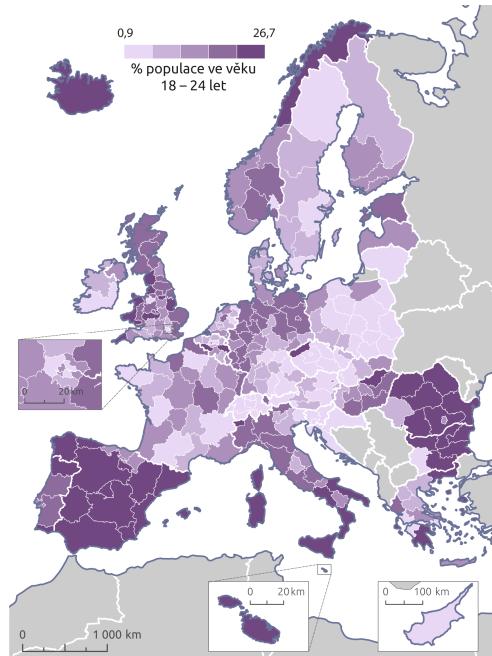 0,9 26,7
% populace ve věku
18 – 24 let
0 20 km
0 20 km
0 100 km
0 1 000 km